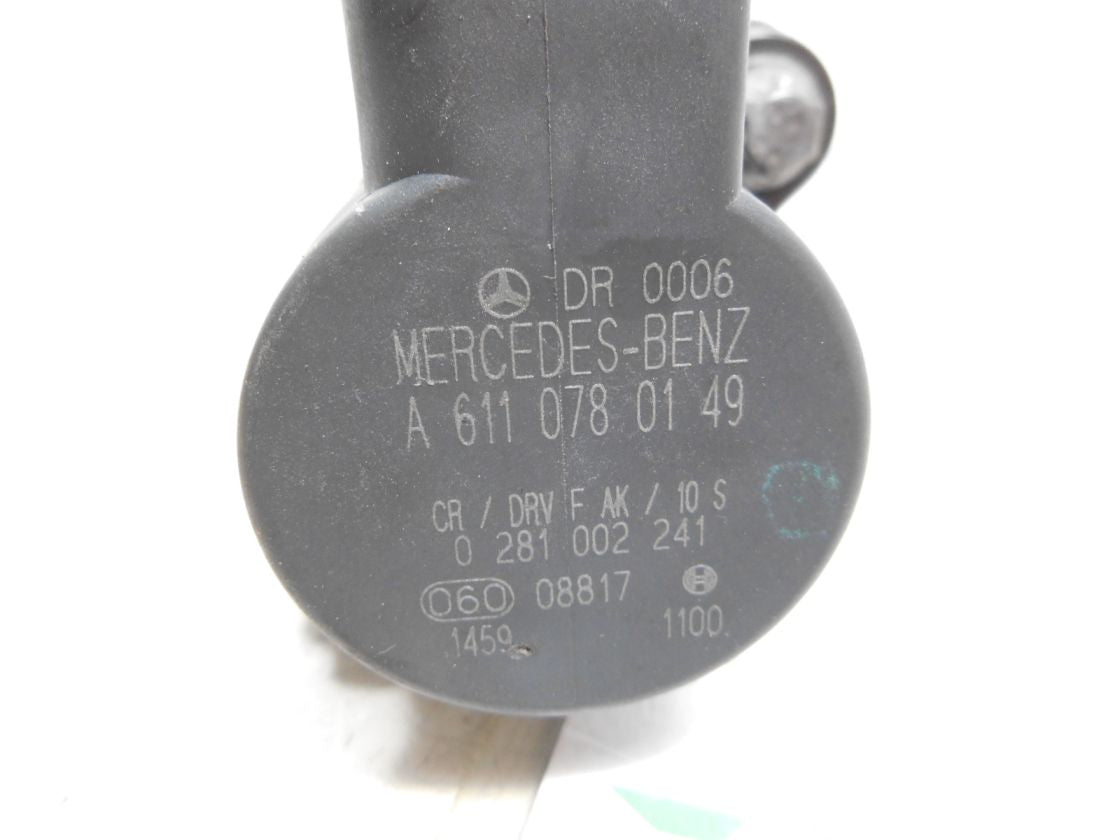 DR 0006
MERCEDES-BENZ
A 611 078 01 49
CR / DRV F AK / 10 S
0 281 002 241
060 08817
1459 1100